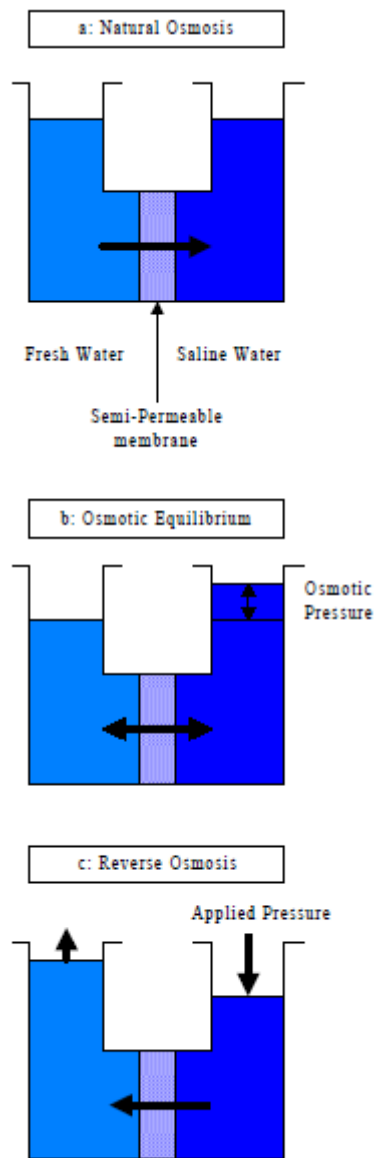 a: Natural Osmosis
Fresh Water
Saline Water
Semi-Permeable
membrane
b: Osmotic Equilibrium
Osmotic
Pressure
c: Reverse Osmosis
Applied Pressure